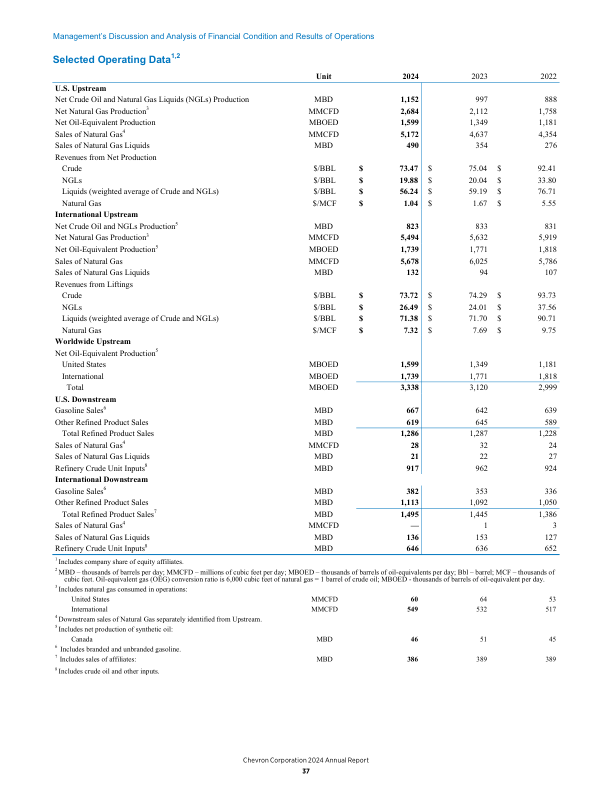 Management's Discussion and Analysis of Financial Condition and Results of Operations
Selected Operating Data1,2
Unit 2024 2023 2022
U.S. Upstream
Net Crude Oil and Natural Gas Liquids (NGLs) Production MBD 1,152 997 888
Net Natural Gas Production3 MMCFD 2,684 2,112 1,758
Net Oil-Equivalent Production MBOED 1,599 1,349 1,181
Sales of Natural Gas4 MMCFD 5,172 4,637 4,354
Sales of Natural Gas Liquids MBD 490 354 276
Revenues from Net Production
Crude $/BBL $ 73.47 $ 75.04 $ 92.41
NGLs $/BBL $ 19.88 $ 20.04 $ 33.80
Liquids (weighted average of Crude and NGLs) $/BBL $ 56.24 $ 59.19 $ 76.71
Natural Gas $/MCF $ 1.04 $ 1.67 $ 5.55
International Upstream
Net Crude Oil and NGLs Production5 MBD 823 833 831
Net Natural Gas Production3 MMCFD 5,494 5,632 5,919
Net Oil-Equivalent Production5 MBOED 1,739 1,771 1,818
Sales of Natural Gas MMCFD 5,678 6,025 5,786
Sales of Natural Gas Liquids MBD 132 94 107
Revenues from Liftings
Crude $/BBL $ 73.72 $ 74.29 $ 93.73
NGLs $/BBL $ 26.49 $ 24.01 $ 37.56
Liquids (weighted average of Crude and NGLs) $/BBL $ 71.38 $ 71.70 $ 90.71
Natural Gas $/MCF $ 7.32 $ 7.69 $ 9.75
Worldwide Upstream
Net Oil-Equivalent Production5
United States MBOED 1,599 1,349 1,181
International MBOED 1,739 1,771 1,818
Total MBOED 3,338 3,120 2,999
U.S. Downstream
Gasoline Sales6 MBD 667 642 639
Other Refined Product Sales MBD 619 645 589
Total Refined Product Sales MBD 1,286 1,287 1,228
Sales of Natural Gas4 MMCFD 28 32 24
Sales of Natural Gas Liquids MBD 21 22 27
Refinery Crude Unit Inputs8 MBD 917 962 924
International Downstream
Gasoline Sales6 MBD 382 353 336
Other Refined Product Sales MBD 1,113 1,092 1,050
Total Refined Product Sales7 MBD 1,495 1,445 1,386
Sales of Natural Gas4 MMCFD — 1 3
Sales of Natural Gas Liquids MBD 136 153 127
Refinery Crude Unit Inputs8 MBD 646 636 652
1 Includes company share of equity affiliates.
2 MBD – thousands of barrels per day; MMCFD – millions of cubic feet per day; MBOED – thousands of barrels of oil-equivalents per day; Bbl – barrel; MCF – thousands of
cubic feet. Oil-equivalent gas (OEG) conversion ratio is 6,000 cubic feet of natural gas = 1 barrel of crude oil; MBOED - thousands of barrels of oil-equivalent per day.
3 Includes natural gas consumed in operations:
United States MMCFD 60 64 53
International MMCFD 549 532 517
4 Downstream sales of Natural Gas separately identified from Upstream.
5 Includes net production of synthetic oil:
Canada MBD 46 51 45
6 Includes branded and unbranded gasoline.
7 Includes sales of affiliates: MBD 386 389 389
8 Includes crude oil and other inputs.
Chevron Corporation 2024 Annual Report
37